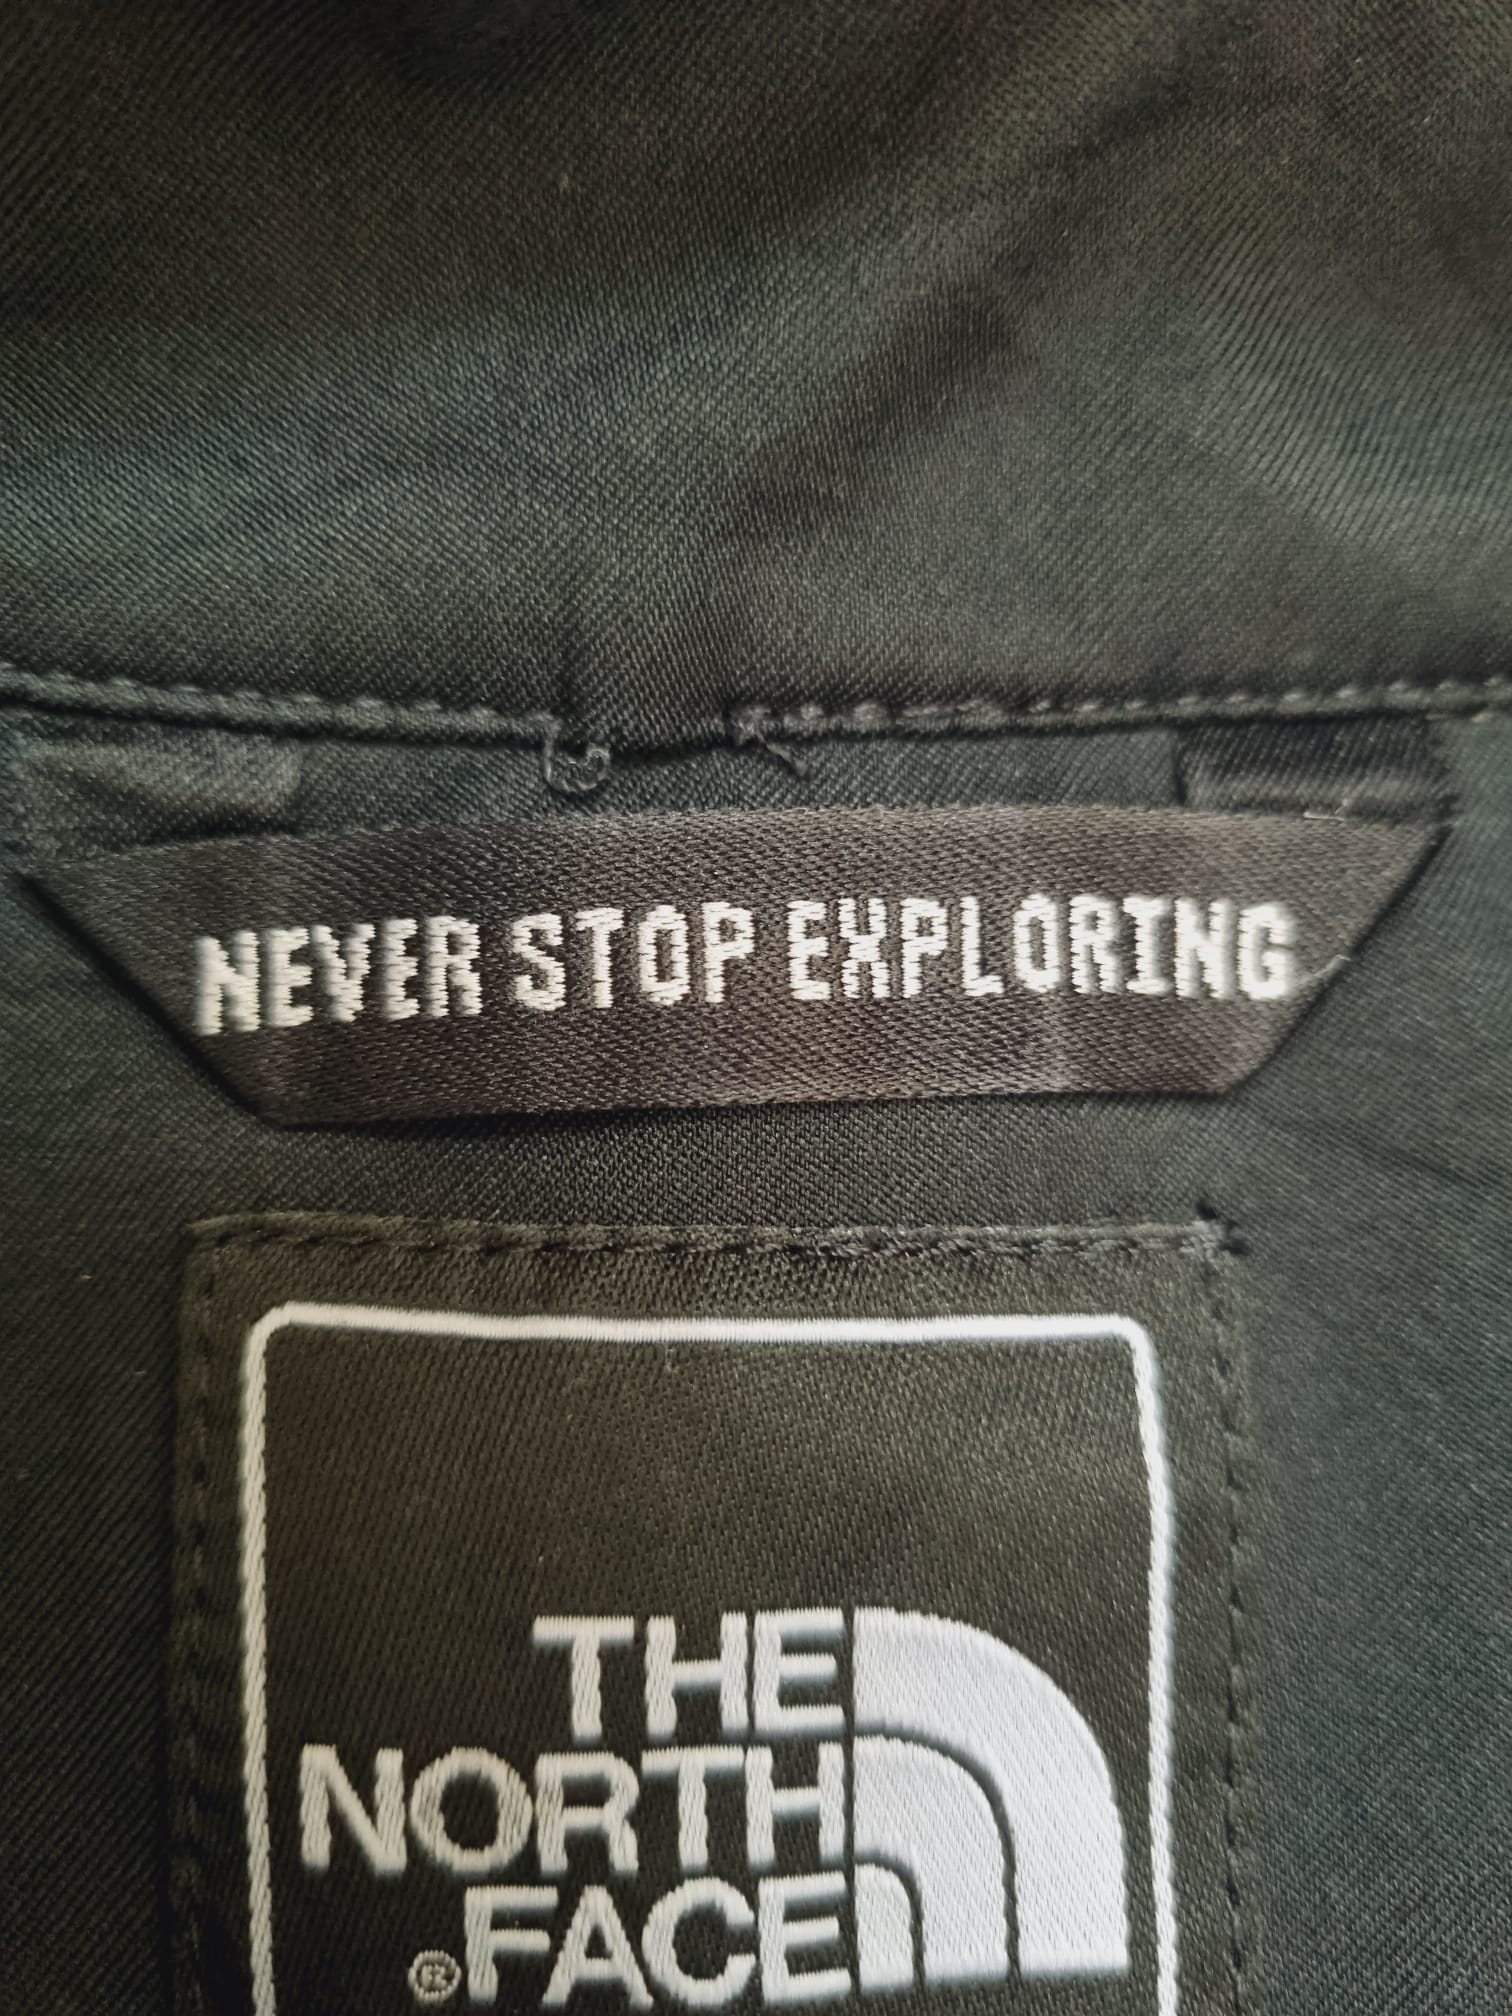 NEVER STOP EXPLORING
THE
NORTH
®FACE